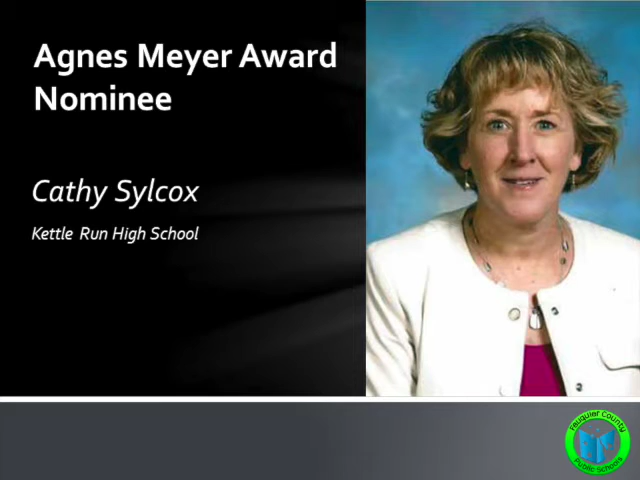 Agnes Meyer Award
Nominee
Cathy Sylcox
Kettle Run High School
Fauquier County
Public Schools